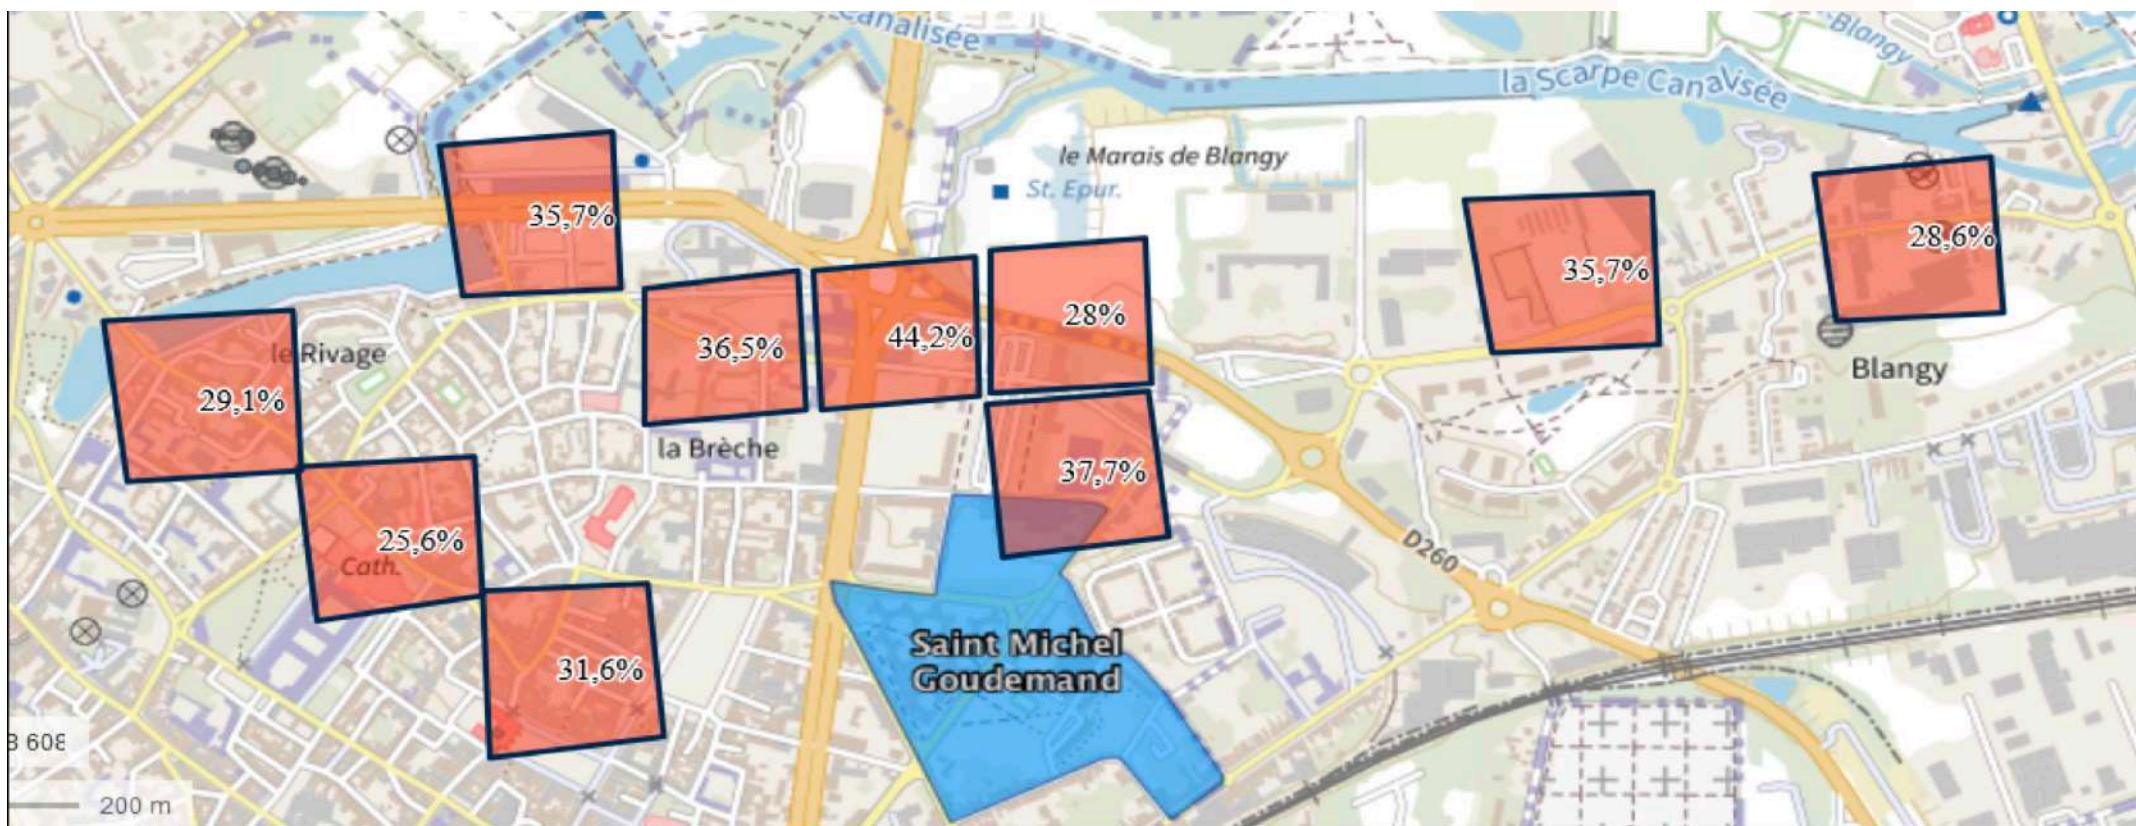 Canalisée
-Blangy
la Scarpe Canalisée
le Marais de Blangy
St. Epur.
35,7%
28,6%
35,7%
28%
44,2%
36,5%
le Rivage
Blangy
29,1%
la Brèche
37,7%
25,6%
Cath.
D260
Saint Michel
Goudemand
31,6%
3 608
200 m